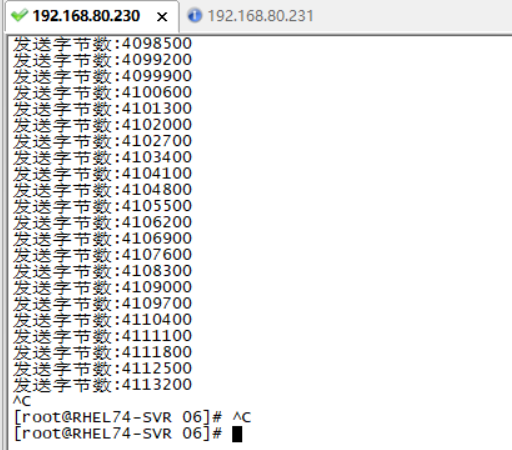 192.168.80.230 × 192.168.80.231
发送字节数:4098500
发送字节数:4099200
发送字节数:4099900
发送字节数:4100600
发送字节数:4101300
发送字节数:4102000
发送字节数:4102700
发送字节数:4103400
发送字节数:4104100
发送字节数:4104800
发送字节数:4105500
发送字节数:4106200
发送字节数:4106900
发送字节数:4107600
发送字节数:4108300
发送字节数:4109000
发送字节数:4109700
发送字节数:4110400
发送字节数:4111100
发送字节数:4111800
发送字节数:4112500
发送字节数:4113200
^C
[root@RHEL74-SVR 06]# ^C
[root@RHEL74-SVR 06]#